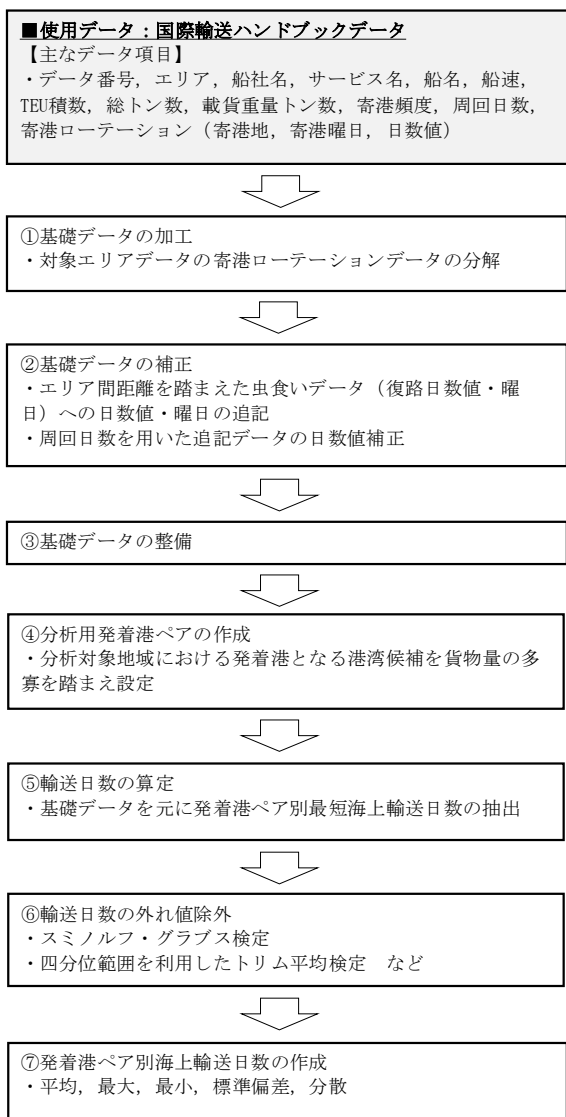 ■使用データ：国際輸送ハンドブックデータ
【主なデータ項目】
・データ番号，エリア，船社名，サービス名，船名，船速，
TEU積数，総トン数，載貨重量トン数，寄港頻度，周回日数，
寄港ローテーション（寄港地，寄港曜日，日数値）
①基礎データの加工
・対象エリアデータの寄港ローテーションデータの分解
②基礎データの補正
・エリア間距離を踏まえた虫食いデータ（復路日数値・曜
日）への日数値・曜日の追記
・周回日数を用いた追記データの日数値補正
③基礎データの整備
④分析用発着港ペアの作成
・分析対象地域における発着港となる港湾候補を貨物量の多
寡を踏まえ設定
⑤輸送日数の算定
・基礎データを元に発着港ペア別最短海上輸送日数の抽出
⑥輸送日数の外れ値除外
・スミノルフ・グラブス検定
・四分位範囲を利用したトリム平均検定　など
⑦発着港ペア別海上輸送日数の作成
・平均，最大，最小，標準偏差，分散